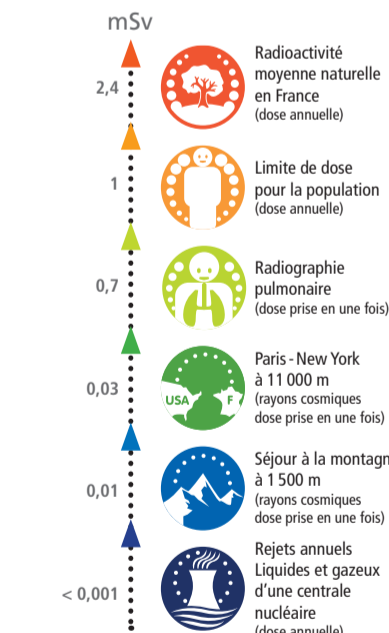 mSv
2,4
Radioactivité
moyenne naturelle
en France
(dose annuelle)
1
Limite de dose
pour la population
(dose annuelle)
0,7
Radiographie
pulmonaire
(dose prise en une fois)
0,03
USA
F
Paris - New York
à 11 000 m
(rayons cosmiques
dose prise en une fois)
0,01
Séjour à la montagn
à 1 500 m
(rayons cosmiques
dose prise en une fois)
< 0,001
Rejets annuels
Liquides et gazeux
d'une centrale
nucléaire
(dose annuelle)